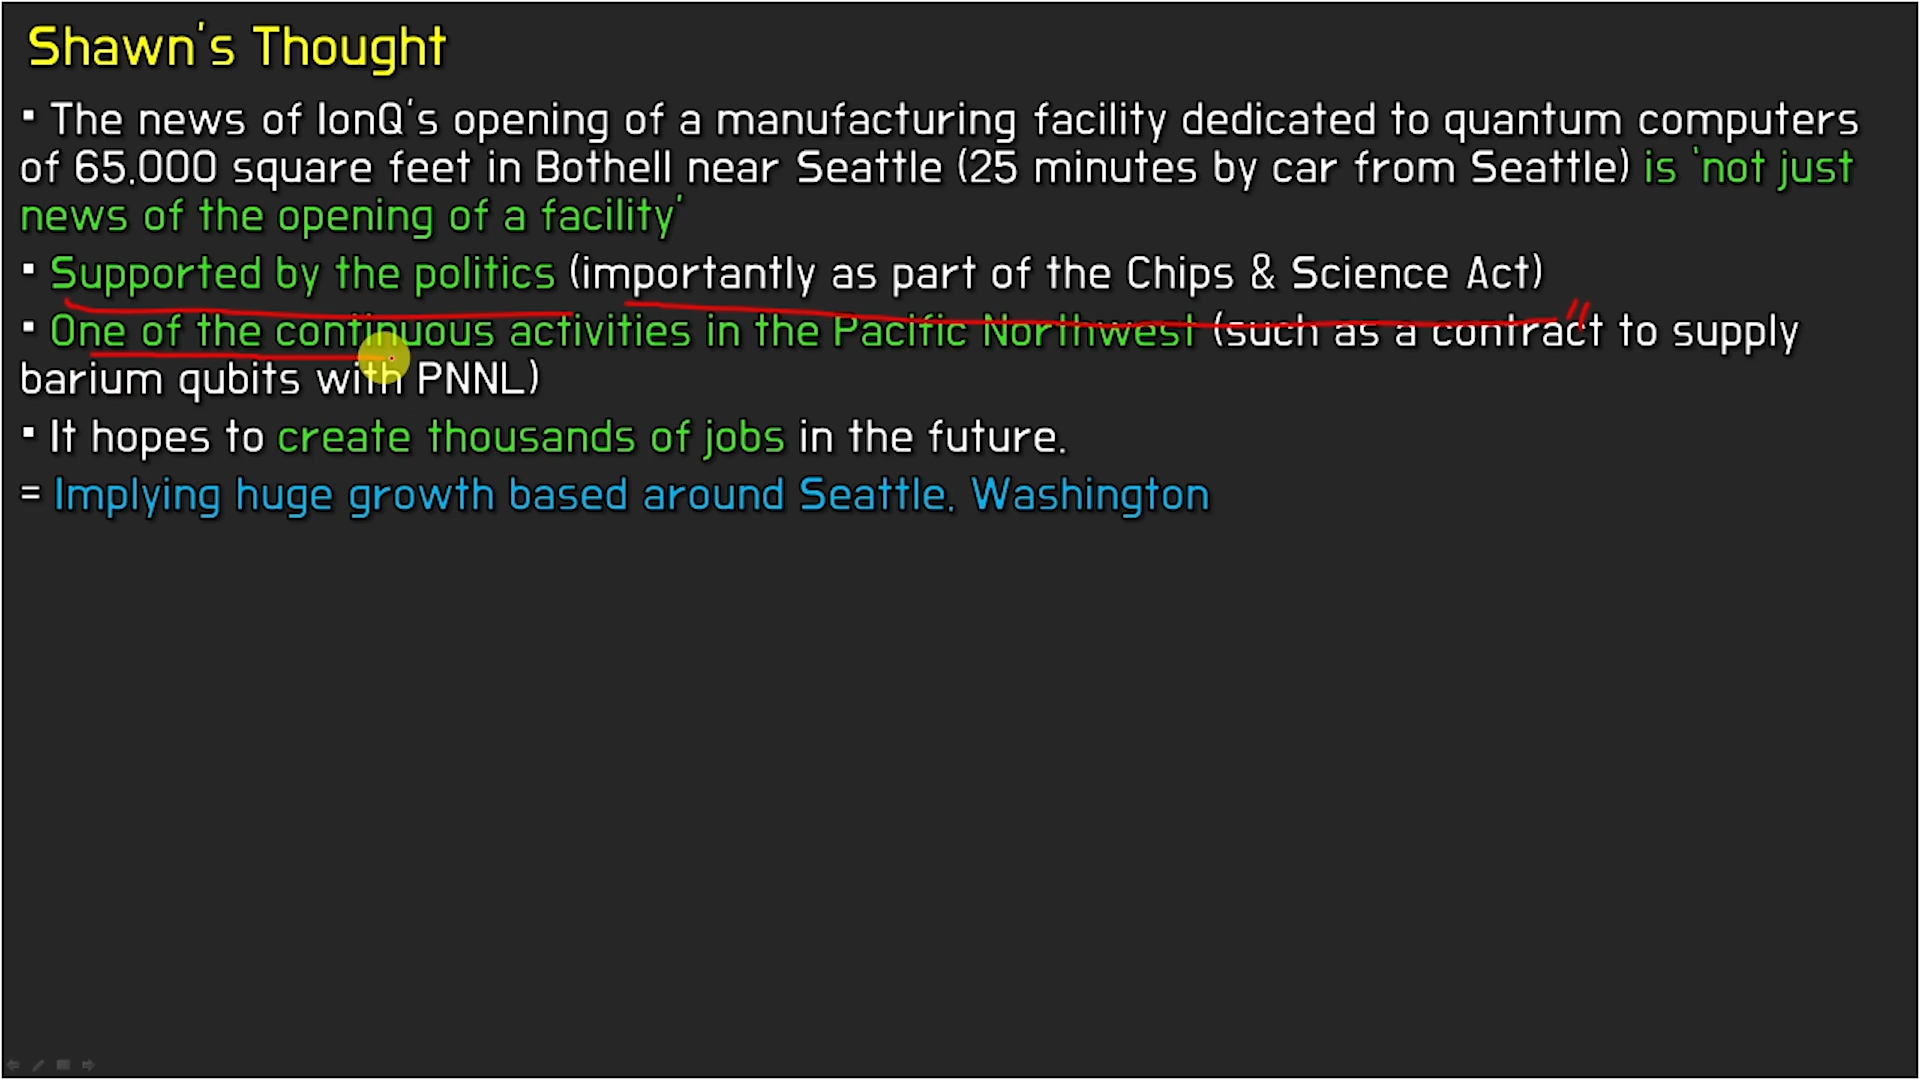 Shawn's Thought
▪ The news of IonQ's opening of a manufacturing facility dedicated to quantum computers
of 65,000 square feet in Bothell near Seattle (25 minutes by car from Seattle) is 'not just
news of the opening of a facility'
▪ Supported by the politics (importantly as part of the Chips & Science Act)
▪ One of the continuous activities in the Pacific Northwest (such as a contract to supply
barium qubits with PNNL)
▪ It hopes to create thousands of jobs in the future.
= Implying huge growth based around Seattle, Washington